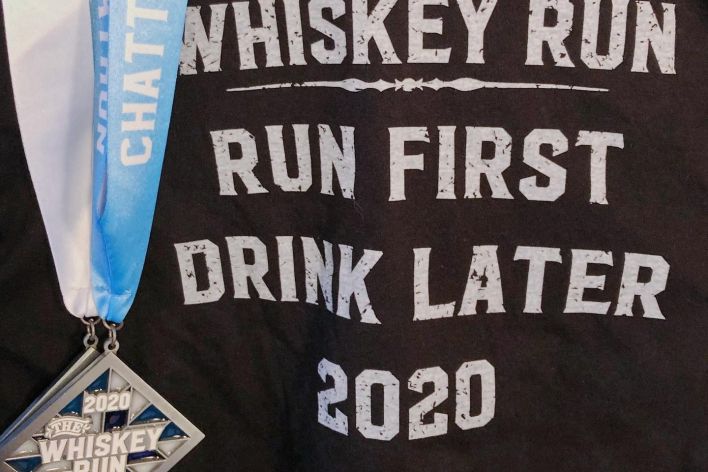 WHISKEY RUN
RUN FIRST
DRINK LATER
2020
CHATT
2020
THE
WHISKEY
RUN